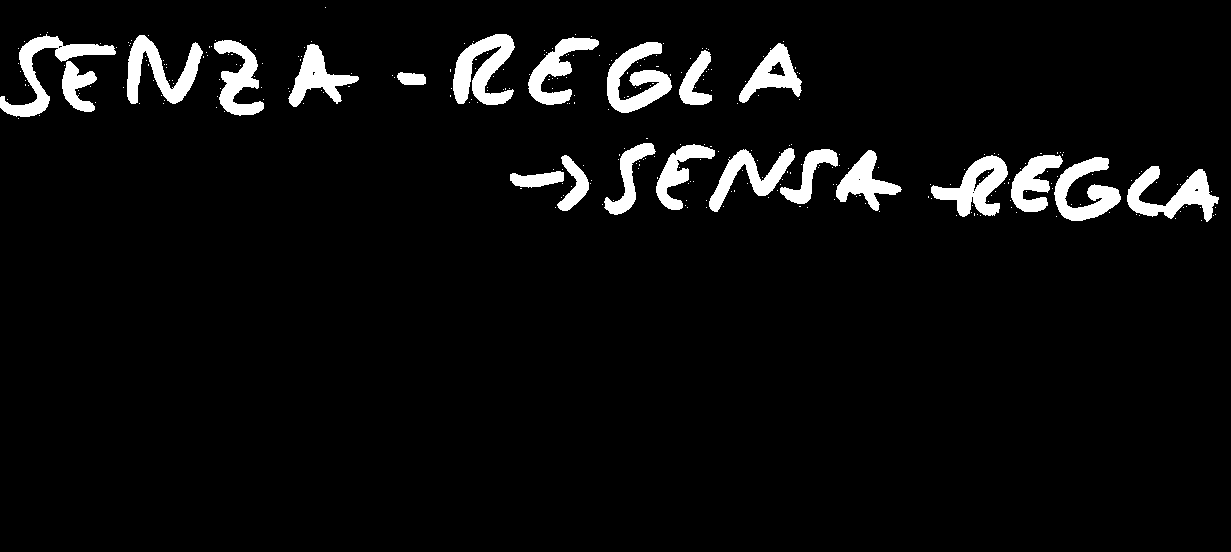 SENZA - REGLA
→ SENSA - REGLA